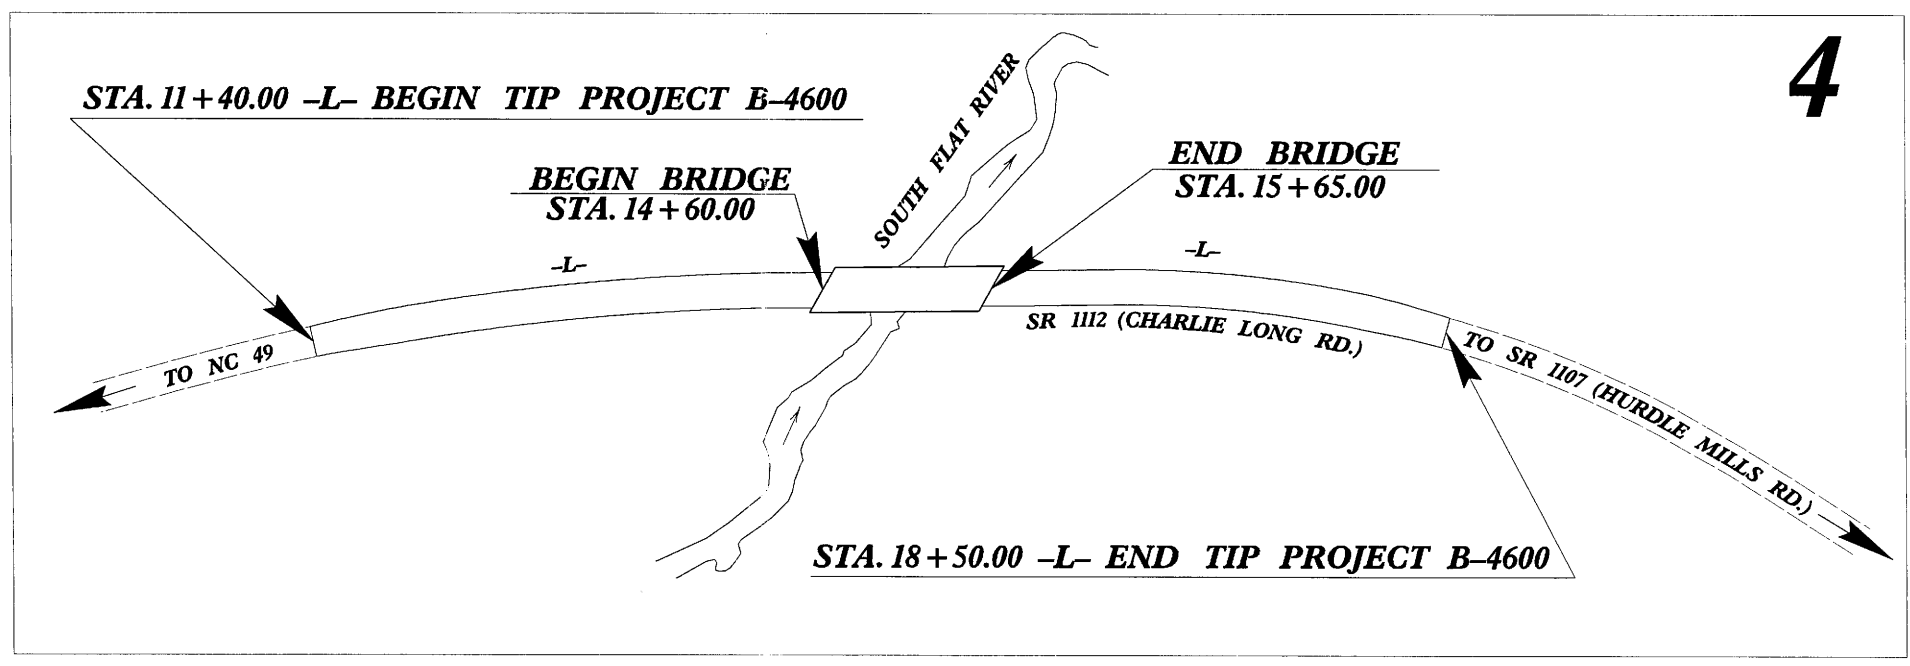 4
STA. 11+40.00 -L- BEGIN TIP PROJECT B-4600
BEGIN BRIDGE
STA. 14+60.00
SOUTH FLAT RIVER
END BRIDGE
STA. 15+65.00
-L-
-L-
SR 1112 (CHARLIE LONG RD.)
TO NC 49
TO SR 1107 (HURDLE MILLS RD.)
STA. 18+50.00 -L- END TIP PROJECT B-4600